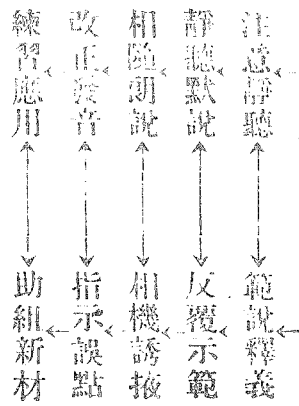 注意靜聽
範說釋義
靜聽默說
反覆示範
相隨朗說
相機誘掖
改正發音
指示誤點
練習應用
助組新材